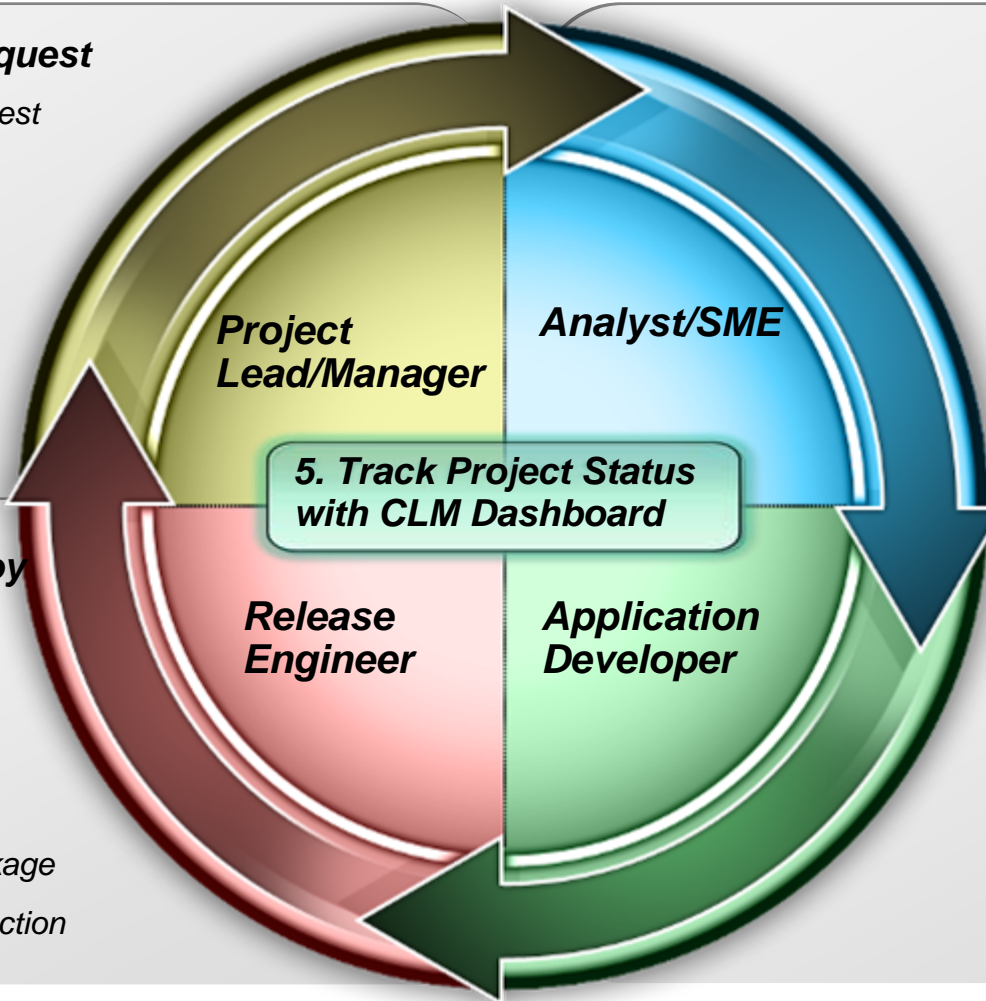 quest
est
Project
Lead/Manager
Analyst/SME
5. Track Project Status
with CLM Dashboard
oy
Release
Engineer
Application
Developer
kage
ction